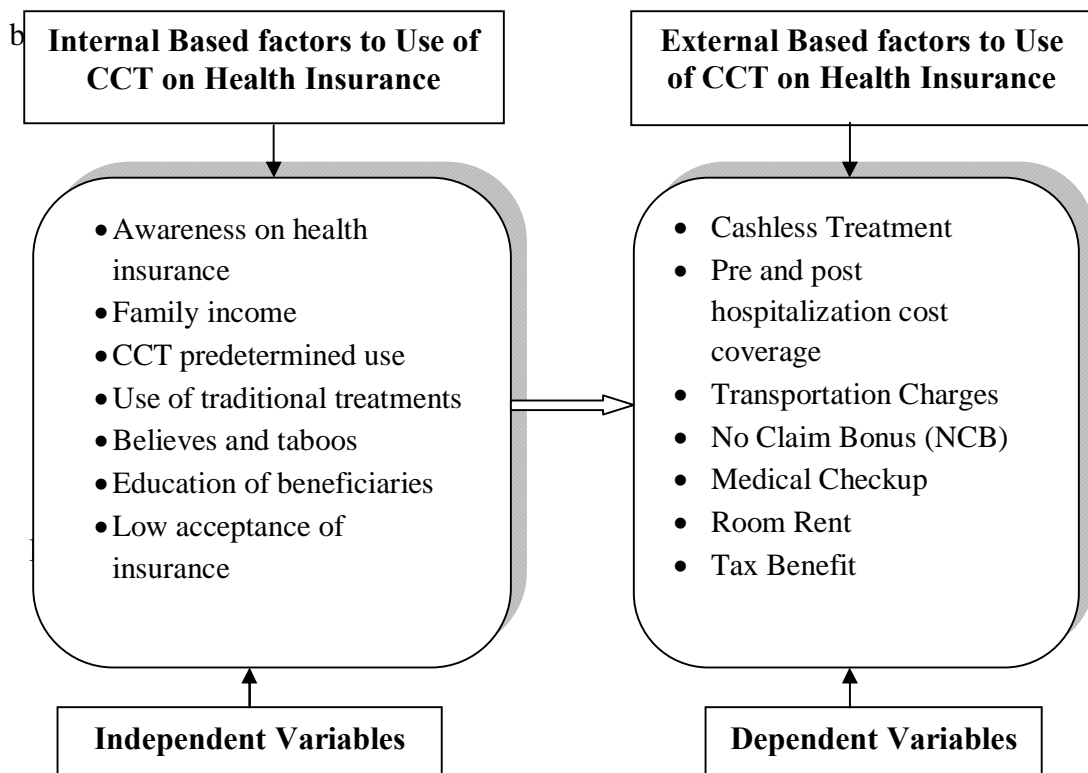 b
Internal Based factors to Use of
CCT on Health Insurance
External Based factors to Use
of CCT on Health Insurance
• Awareness on health
insurance
• Family income
• CCT predetermined use
• Use of traditional treatments
• Believes and taboos
• Education of beneficiaries
• Low acceptance of
insurance
• Cashless Treatment
• Pre and post
hospitalization cost
coverage
• Transportation Charges
• No Claim Bonus (NCB)
• Medical Checkup
• Room Rent
• Tax Benefit
Independent Variables
Dependent Variables